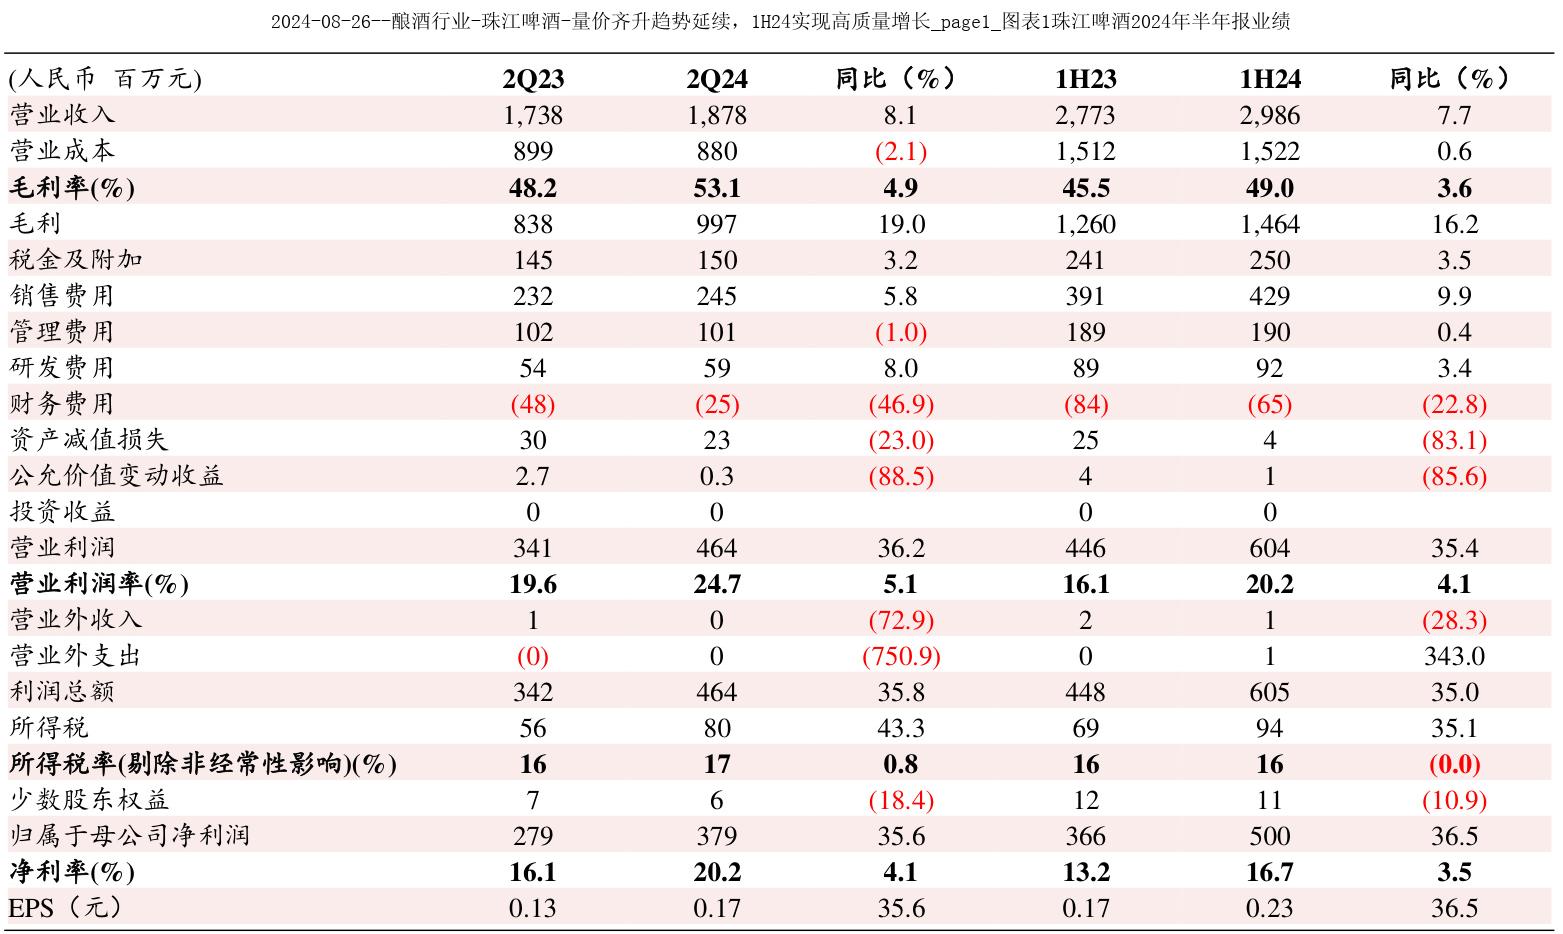 2024-08-26--酿酒行业-珠江啤酒-量价齐升趋势延续，1H24实现高质量增长_page1_图表1珠江啤酒2024年半年报业绩
(人民币 百万元) 2Q23 2Q24 同比（%） 1H23 1H24 同比（%）
营业收入 1,738 1,878 8.1 2,773 2,986 7.7
营业成本 899 880 (2.1) 1,512 1,522 0.6
毛利率(%) 48.2 53.1 4.9 45.5 49.0 3.6
毛利 838 997 19.0 1,260 1,464 16.2
税金及附加 145 150 3.2 241 250 3.5
销售费用 232 245 5.8 391 429 9.9
管理费用 102 101 (1.0) 189 190 0.4
研发费用 54 59 8.0 89 92 3.4
财务费用 (48) (25) (46.9) (84) (65) (22.8)
资产减值损失 30 23 (23.0) 25 4 (83.1)
公允价值变动收益 2.7 0.3 (88.5) 4 1 (85.6)
投资收益 0 0 0 0
营业利润 341 464 36.2 446 604 35.4
营业利润率(%) 19.6 24.7 5.1 16.1 20.2 4.1
营业外收入 1 0 (72.9) 2 1 (28.3)
营业外支出 (0) 0 (750.9) 0 1 343.0
利润总额 342 464 35.8 448 605 35.0
所得税 56 80 43.3 69 94 35.1
所得税率(剔除非经常性影响)(%) 16 17 0.8 16 16 (0.0)
少数股东权益 7 6 (18.4) 12 11 (10.9)
归属于母公司净利润 279 379 35.6 366 500 36.5
净利率(%) 16.1 20.2 4.1 13.2 16.7 3.5
EPS（元） 0.13 0.17 35.6 0.17 0.23 36.5